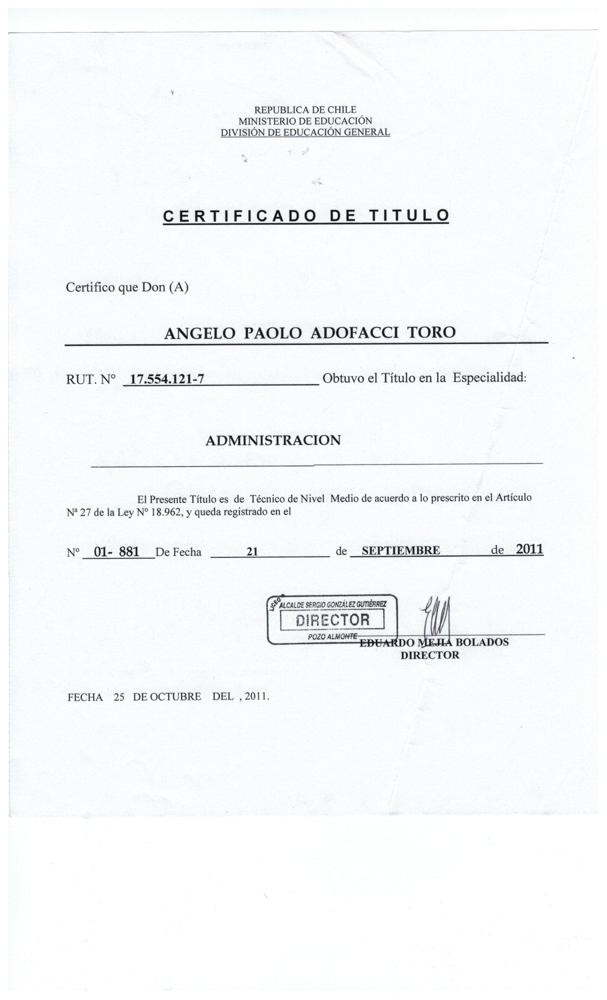 REPUBLICA DE CHILE
MINISTERIO DE EDUCACIÓN
DIVISIÓN DE EDUCACIÓN GENERAL
CERTIFICADO DE TITULO
Certifico que Don (A)
ANGELO PAOLO ADOFACCI TORO
RUT. Nº 17.554.121-7 Obtuvo el Título en la Especialidad:
ADMINISTRACION
El Presente Título es de Técnico de Nivel Medio de acuerdo a lo prescrito en el Artículo
Nª 27 de la Ley Nº 18.962, y queda registrado en el
Nº 01- 881 De Fecha 21 de SEPTIEMBRE de 2011
LICEO ALCALDE SERGIO GONZÁLEZ GUTIÉRREZ
DIRECTOR
POZO ALMONTE
EDUARDO MEJIA BOLADOS
DIRECTOR
FECHA 25 DE OCTUBRE DEL , 2011.